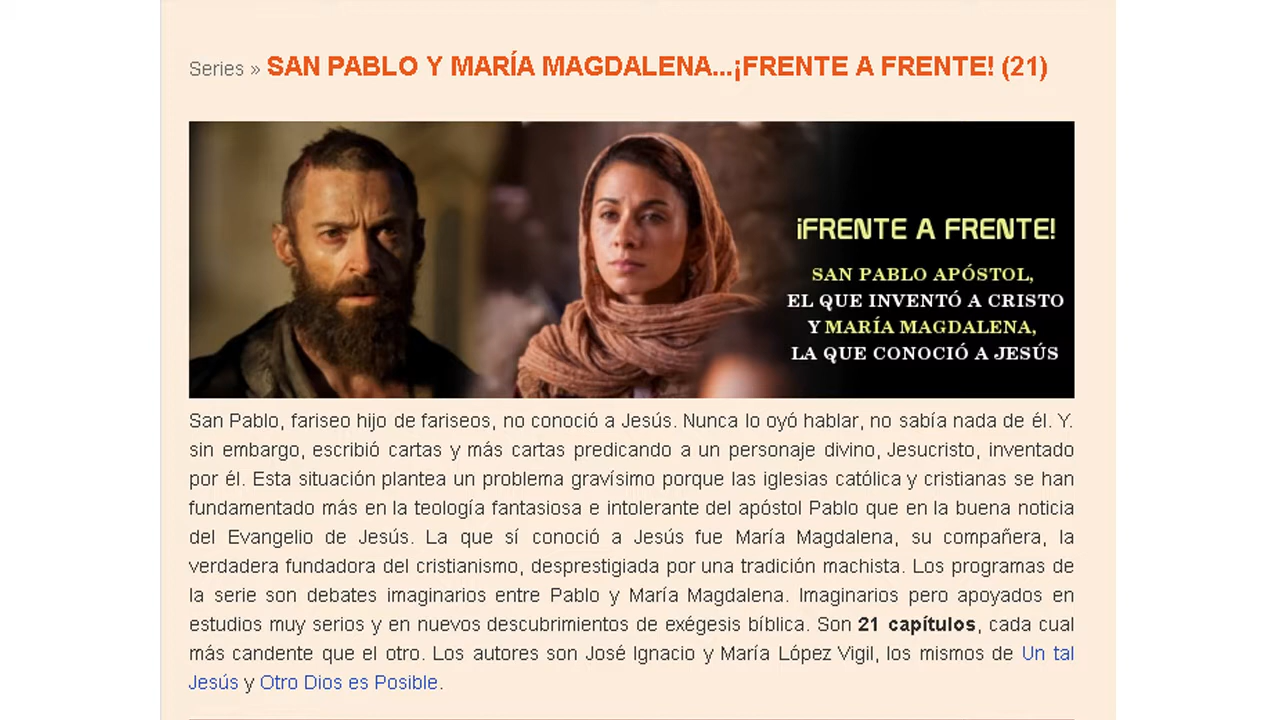 Series » SAN PABLO Y MARÍA MAGDALENA...¡FRENTE A FRENTE! (21)
¡FRENTE A FRENTE!
SAN PABLO APÓSTOL,
EL QUE INVENTÓ A CRISTO
Y MARÍA MAGDALENA,
LA QUE CONOCIÓ A JESÚS
San Pablo, fariseo hijo de fariseos, no conoció a Jesús. Nunca lo oyó hablar, no sabía nada de él. Y.
sin embargo, escribió cartas y más cartas predicando a un personaje divino, Jesucristo, inventado
por él. Esta situación plantea un problema gravísimo porque las iglesias católica y cristianas se han
fundamentado más en la teología fantasiosa e intolerante del apóstol Pablo que en la buena noticia
del Evangelio de Jesús. La que sí conoció a Jesús fue María Magdalena, su compañera, la
verdadera fundadora del cristianismo, desprestigiada por una tradición machista. Los programas de
la serie son debates imaginarios entre Pablo y María Magdalena. Imaginarios pero apoyados en
estudios muy serios y en nuevos descubrimientos de exégesis bíblica. Son 21 capítulos, cada cual
más candente que el otro. Los autores son José Ignacio y María López Vigil, los mismos de Un tal
Jesús y Otro Dios es Posible.